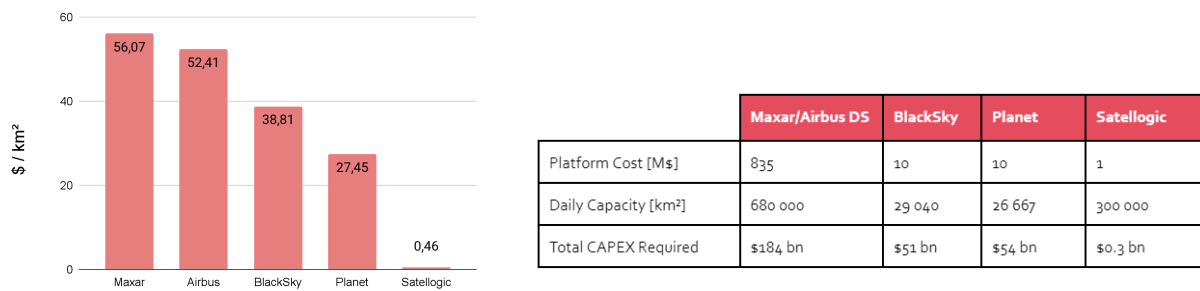 60
40
20
0
$ / km²
56,07
52,41
38,81
27,45
0,46
Maxar Airbus BlackSky Planet Satellogic
Maxar/Airbus DS BlackSky Planet Satellogic
Platform Cost [M$] 835 10 10 1
Daily Capacity [km²] 680 000 29 040 26 667 300 000
Total CAPEX Required $184 bn $51 bn $54 bn $0.3 bn